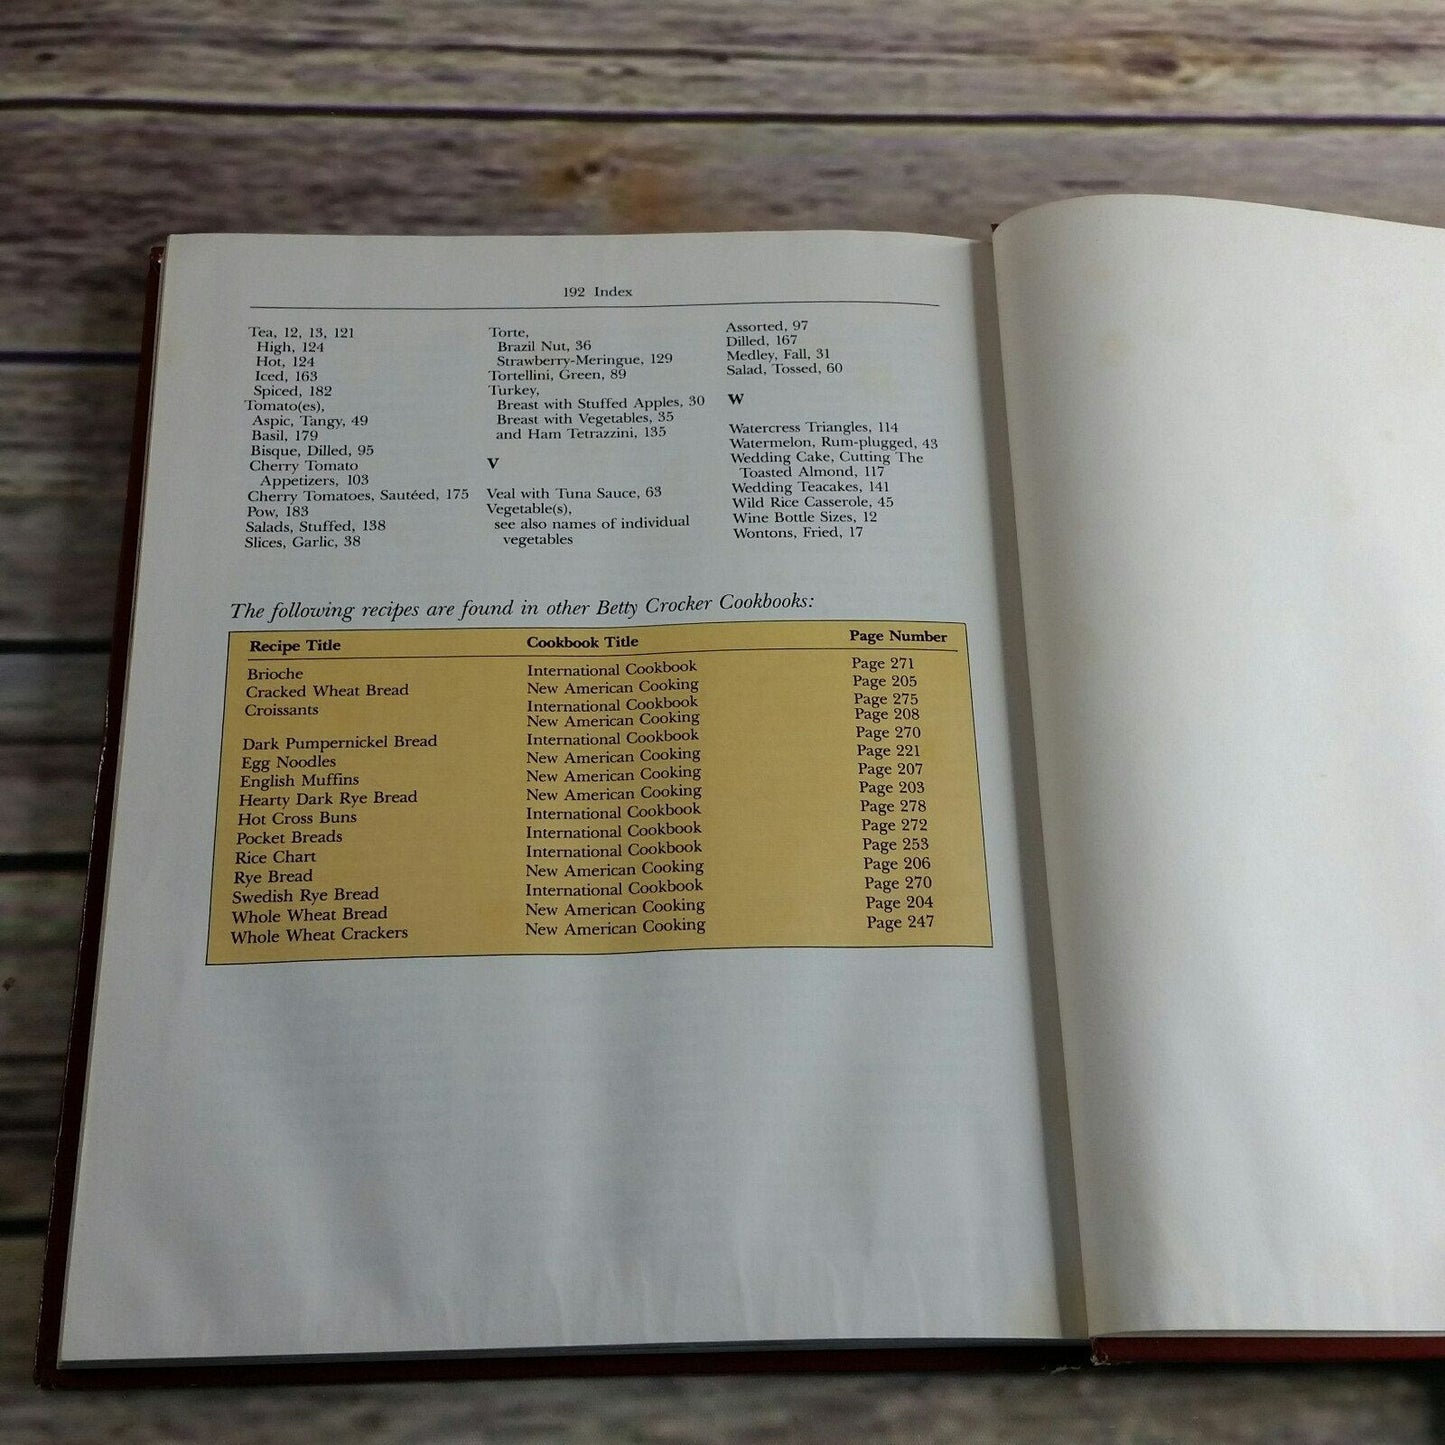 192 Index
Tea, 12, 13, 121
High, 124
Hot, 124
Iced, 163
Spiced, 182
Tomato(es),
Aspic, Tangy, 49
Basil, 179
Bisque, Dilled, 95
Cherry Tomato
Appetizers, 103
Cherry Tomatoes, Sautéed, 175
Pow, 183
Salads, Stuffed, 138
Slices, Garlic, 38
Torte,
Brazil Nut, 36
Strawberry-Meringue, 129
Tortellini, Green, 89
Turkey,
Breast with Stuffed Apples, 30
Breast with Vegetables, 35
and Ham Tetrazzini, 135
V
Veal with Tuna Sauce, 63
Vegetable(s),
see also names of individual
vegetables
Assorted, 97
Dilled, 167
Medley, Fall, 31
Salad, Tossed, 60
W
Watercress Triangles, 114
Watermelon, Rum-plugged, 43
Wedding Cake, Cutting The
Toasted Almond, 117
Wedding Teacakes, 141
Wild Rice Casserole, 45
Wine Bottle Sizes, 12
Wontons, Fried, 17
The following recipes are found in other Betty Crocker Cookbooks:
Recipe Title Cookbook Title Page Number
Brioche International Cookbook Page 271
Cracked Wheat Bread New American Cooking Page 205
Croissants International Cookbook Page 275
New American Cooking Page 208
Dark Pumpernickel Bread International Cookbook Page 270
Egg Noodles New American Cooking Page 221
English Muffins New American Cooking Page 207
Hearty Dark Rye Bread New American Cooking Page 203
Hot Cross Buns International Cookbook Page 278
Pocket Breads International Cookbook Page 272
Rice Chart International Cookbook Page 253
Rye Bread New American Cooking Page 206
Swedish Rye Bread International Cookbook Page 270
Whole Wheat Bread New American Cooking Page 204
Whole Wheat Crackers New American Cooking Page 247